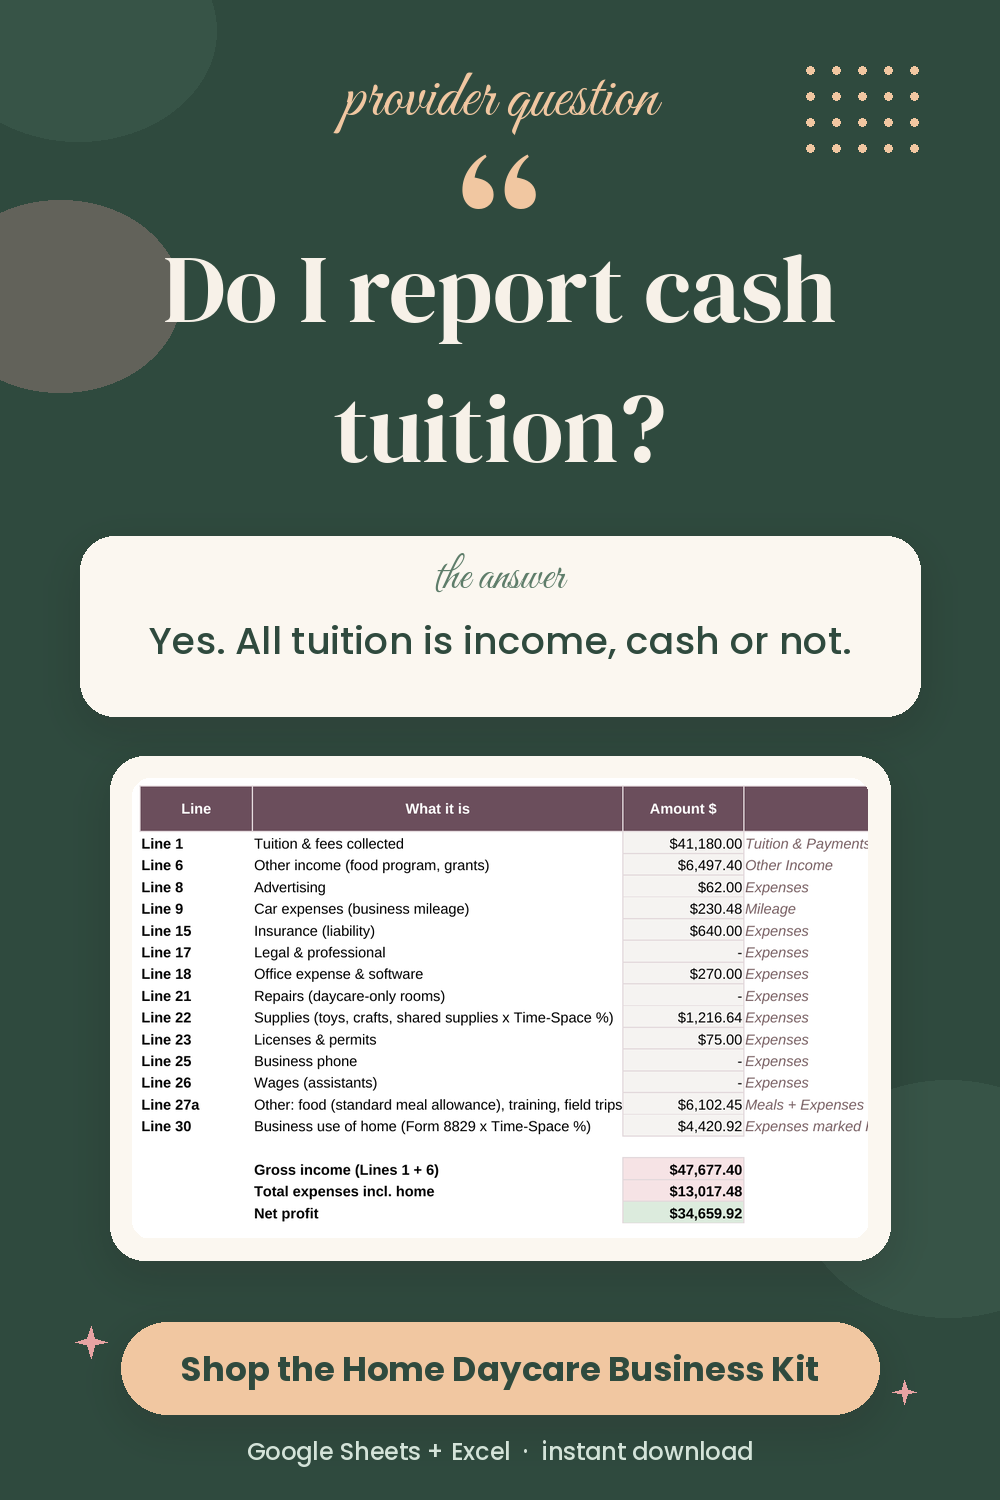 provider question
“
Do I report cash
tuition?
the answer
Yes. All tuition is income, cash or not.
Line What it is Amount $
Line 1 Tuition & fees collected $41,180.00 Tuition & Payments
Line 6 Other income (food program, grants) $6,497.40 Other Income
Line 8 Advertising $62.00 Expenses
Line 9 Car expenses (business mileage) $230.48 Mileage
Line 15 Insurance (liability) $640.00 Expenses
Line 17 Legal & professional - Expenses
Line 18 Office expense & software $270.00 Expenses
Line 21 Repairs (daycare-only rooms) - Expenses
Line 22 Supplies (toys, crafts, shared supplies x Time-Space %) $1,216.64 Expenses
Line 23 Licenses & permits $75.00 Expenses
Line 25 Business phone - Expenses
Line 26 Wages (assistants) - Expenses
Line 27a Other: food (standard meal allowance), training, field trips $6,102.45 Meals + Expenses
Line 30 Business use of home (Form 8829 x Time-Space %) $4,420.92 Expenses marked
Gross income (Lines 1 + 6) $47,677.40
Total expenses incl. home $13,017.48
Net profit $34,659.92
Shop the Home Daycare Business Kit
Google Sheets + Excel · instant download